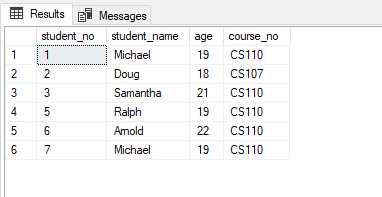 Results Messages
student_no student_name age course_no
1 1 Michael 19 CS110
2 2 Doug 18 CS107
3 3 Samantha 21 CS110
4 5 Ralph 19 CS110
5 6 Arnold 22 CS110
6 7 Michael 19 CS110